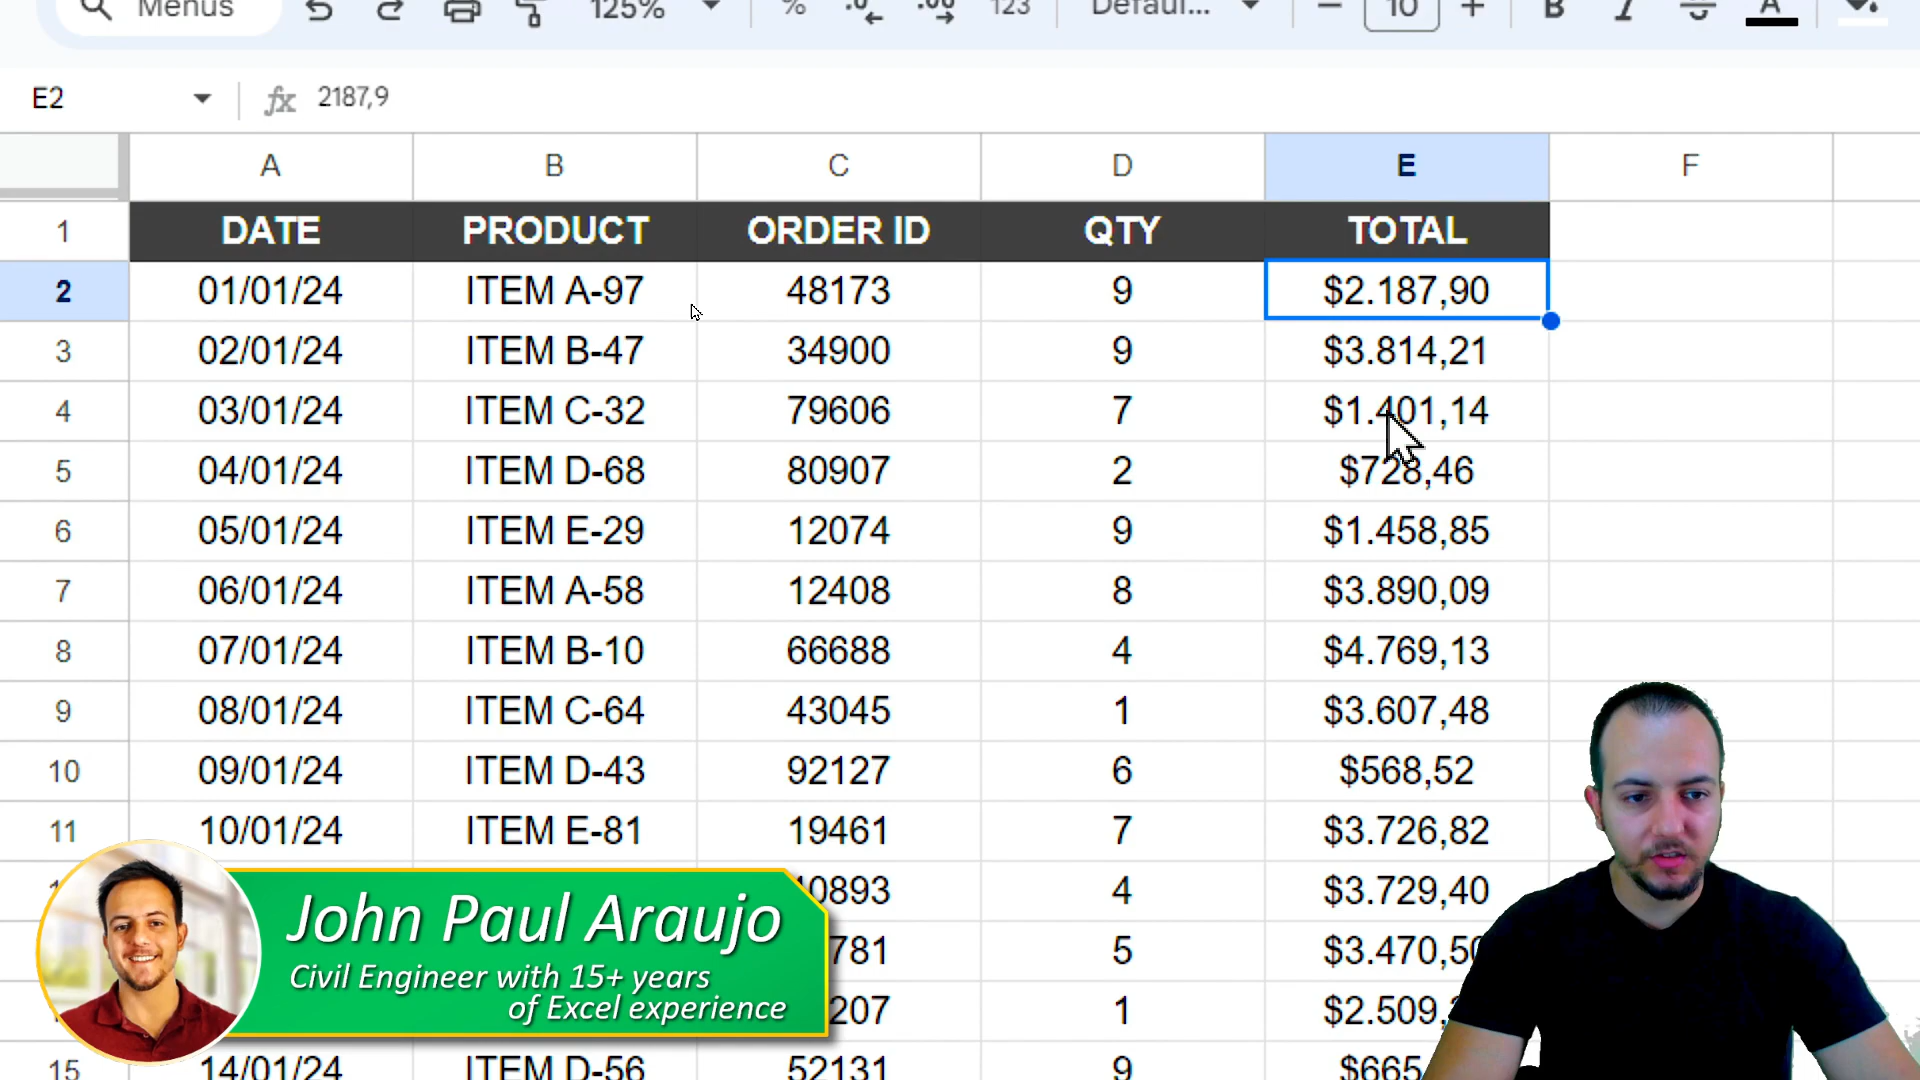 Menus 125% % .0 .00 123 Defaul... 10 B I A
E2 fx 2187,9
A B C D E F
1 DATE PRODUCT ORDER ID QTY TOTAL
2 01/01/24 ITEM A-97 48173 9 $2.187,90
3 02/01/24 ITEM B-47 34900 9 $3.814,21
4 03/01/24 ITEM C-32 79606 7 $1.401,14
5 04/01/24 ITEM D-68 80907 2 $728,46
6 05/01/24 ITEM E-29 12074 9 $1.458,85
7 06/01/24 ITEM A-58 12408 8 $3.890,09
8 07/01/24 ITEM B-10 66688 4 $4.769,13
9 08/01/24 ITEM C-64 43045 1 $3.607,48
10 09/01/24 ITEM D-43 92127 6 $568,52
11 10/01/24 ITEM E-81 19461 7 $3.726,82
0893 4 $3.729,40
781 5 $3.470,50
207 1 $2.509,
15 14/01/24 ITEM D-56 52131 9 $665
John Paul Araujo
Civil Engineer with 15+ years
of Excel experience